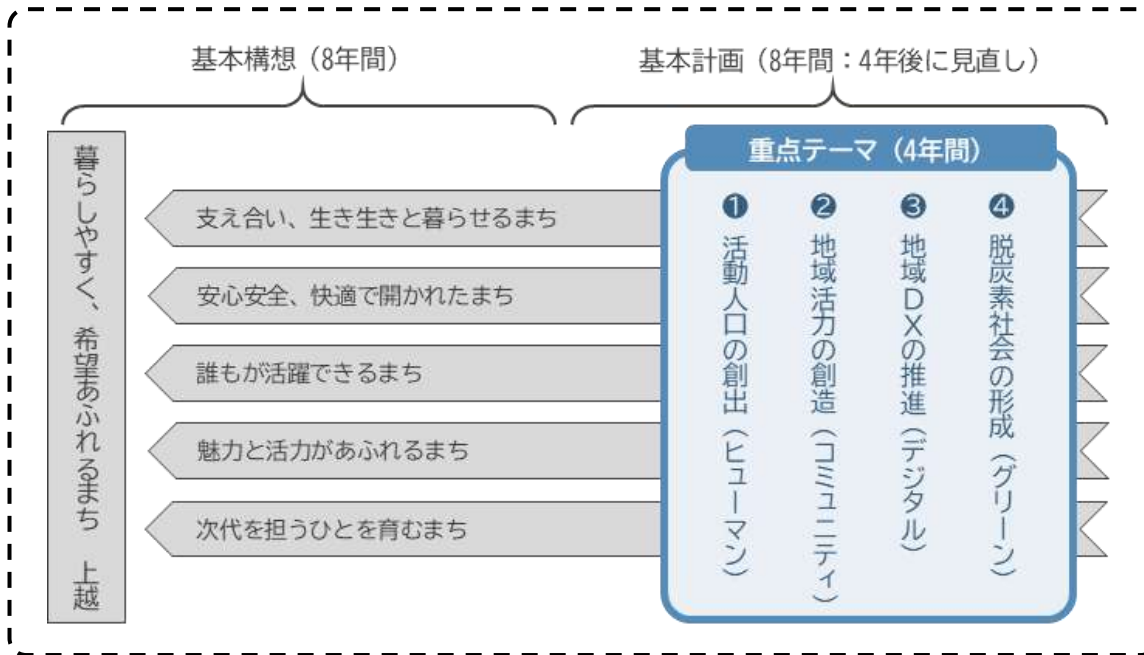 基本構想（8年間）
基本計画（8年間：4年後に見直し）
暮らしやすく、希望あふれるまち　上越
支え合い、生き生きと暮らせるまち
安心安全、快適で開かれたまち
誰もが活躍できるまち
魅力と活力があふれるまち
次代を担うひとを育むまち
重点テーマ（4年間）
❶ 活動人口の創出（ヒューマン）
❷ 地域活力の創造（コミュニティ）
❸ 地域DXの推進（デジタル）
❹ 脱炭素社会の形成（グリーン）